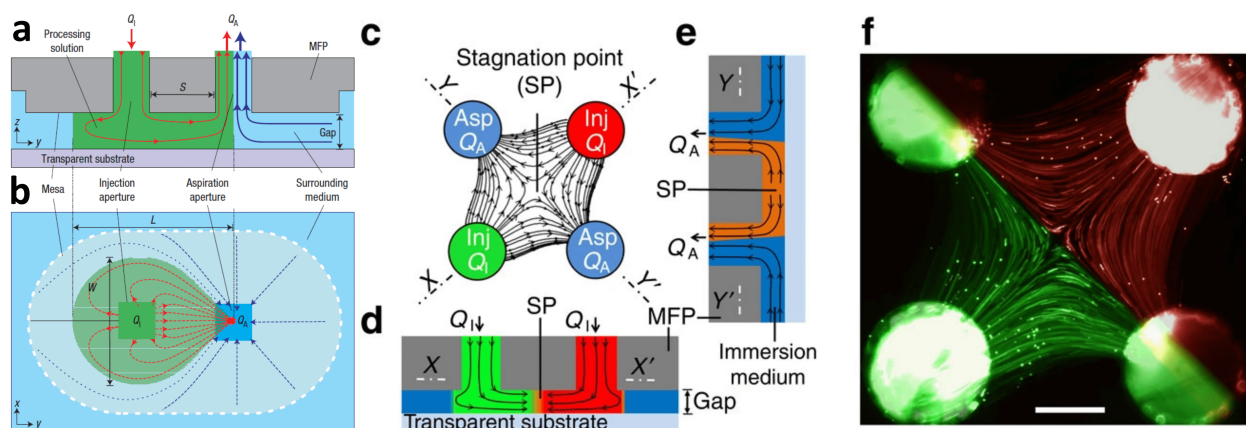 a
Q_I
Q_A
Processing
solution
MFP
S
z
y
Gap
Transparent substrate
b
Mesa
Injection
aperture
Aspiration
aperture
Surrounding
medium
L
W
Q_I
Q_A
x
y
c
Stagnation point
(SP)
Y
X'
Asp
Q_A
Inj
Q_I
Inj
Q_I
Asp
Q_A
X
Y'
d
Q_I
SP
Q_I
X
X'
Gap
Transparent substrate
e
Y
Q_A
SP
Q_A
Y'
MFP
Immersion
medium
f